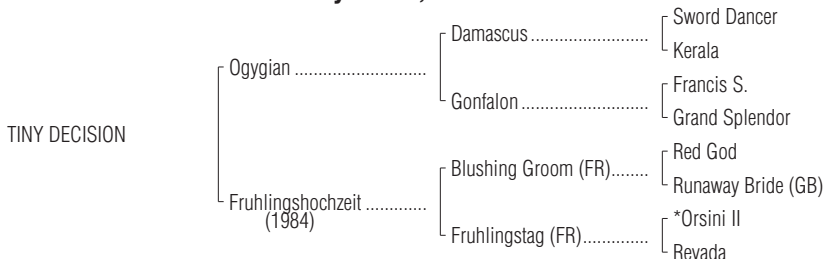 Sword Dancer
Damascus
Kerala
Ogygian
Francis S.
Gonfalon
Grand Splendor
TINY DECISION
Red God
Blushing Groom (FR)
Runaway Bride (GB)
Fruhlingshochzeit
(1984)
*Orsini II
Fruhlingstag (FR)
Revada